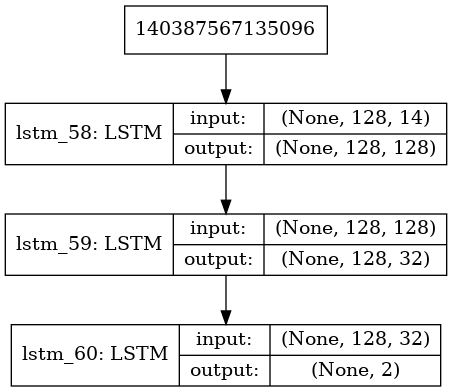 140387567135096
lstm_58: LSTM
input: (None, 128, 14)
output: (None, 128, 128)
lstm_59: LSTM
input: (None, 128, 128)
output: (None, 128, 32)
lstm_60: LSTM
input: (None, 128, 32)
output: (None, 2)